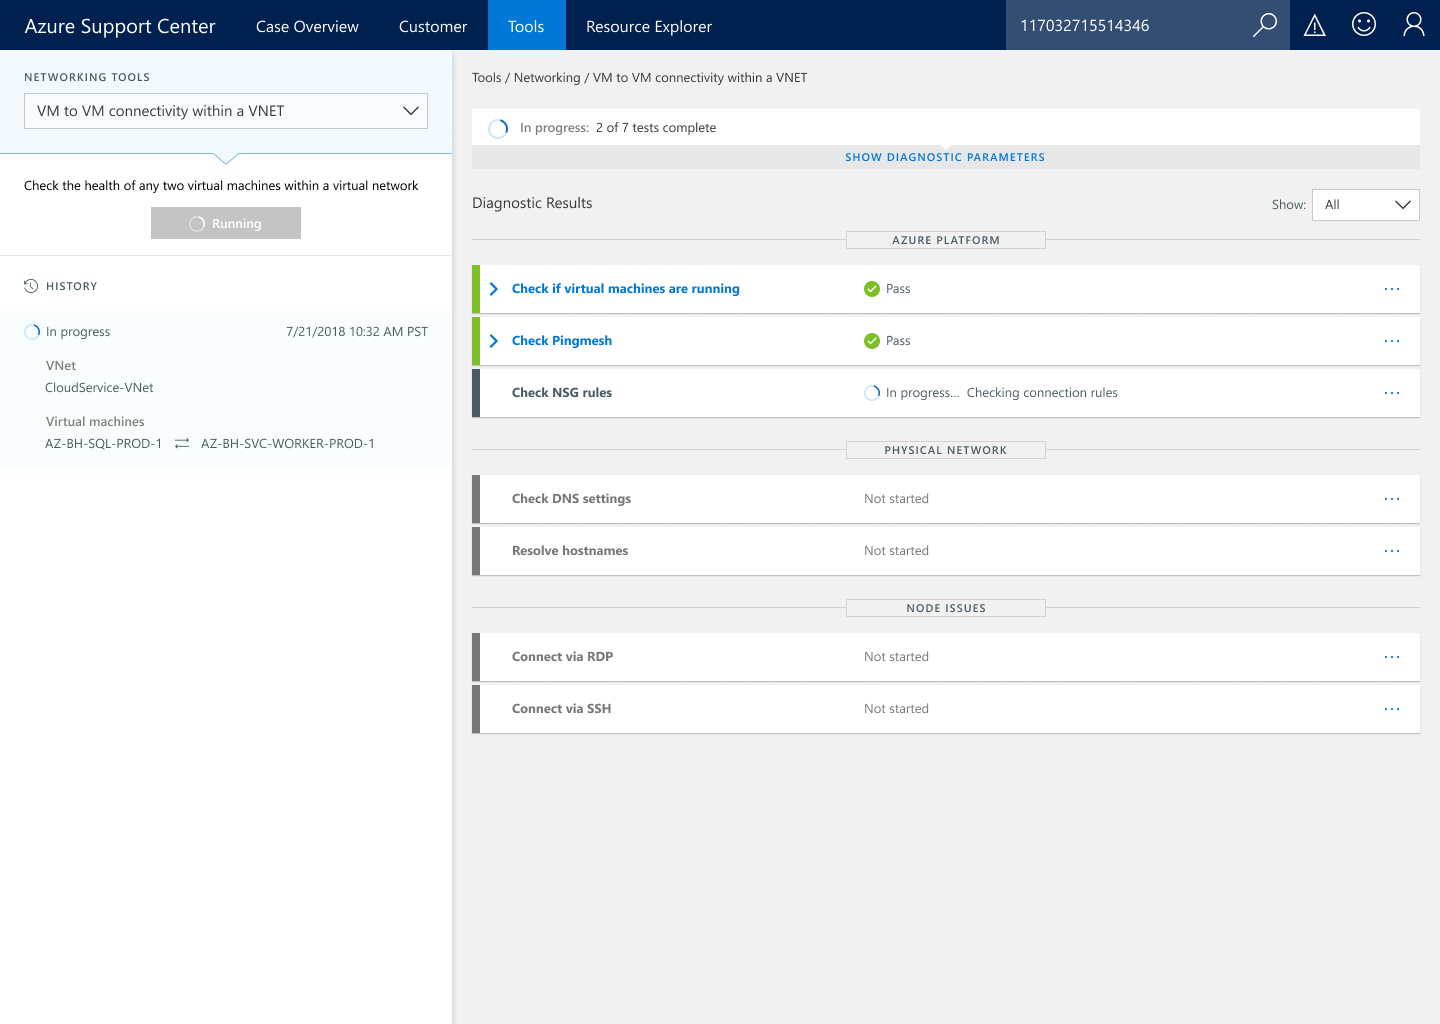 Azure Support Center
Case Overview
Customer
Tools
Resource Explorer
117032715514346
NETWORKING TOOLS
VM to VM connectivity within a VNET
Check the health of any two virtual machines within a virtual network
Running
HISTORY
In progress
7/21/2018 10:32 AM PST
VNet
CloudService-VNet
Virtual machines
AZ-BH-SQL-PROD-1
AZ-BH-SVC-WORKER-PROD-1
Tools / Networking / VM to VM connectivity within a VNET
In progress: 2 of 7 tests complete
SHOW DIAGNOSTIC PARAMETERS
Diagnostic Results
Show: All
AZURE PLATFORM
Check if virtual machines are running
Pass
Check Pingmesh
Pass
Check NSG rules
In progress... Checking connection rules
PHYSICAL NETWORK
Check DNS settings
Not started
Resolve hostnames
Not started
NODE ISSUES
Connect via RDP
Not started
Connect via SSH
Not started